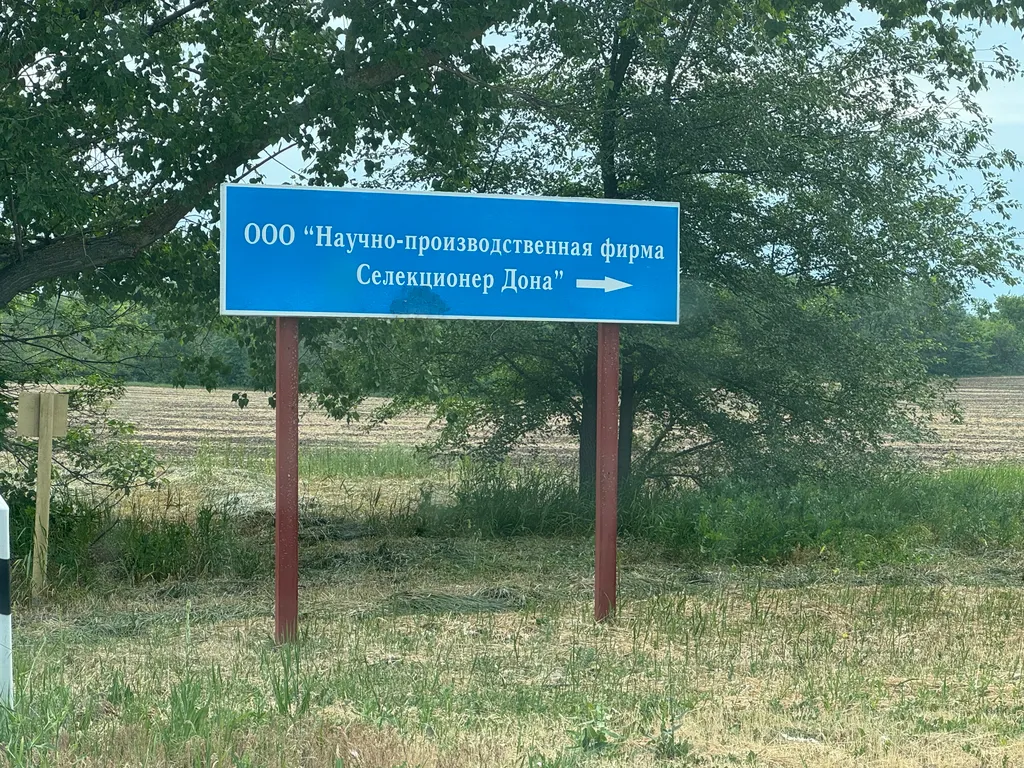 ООО “Научно-производственная фирма
Селекционер Дона”